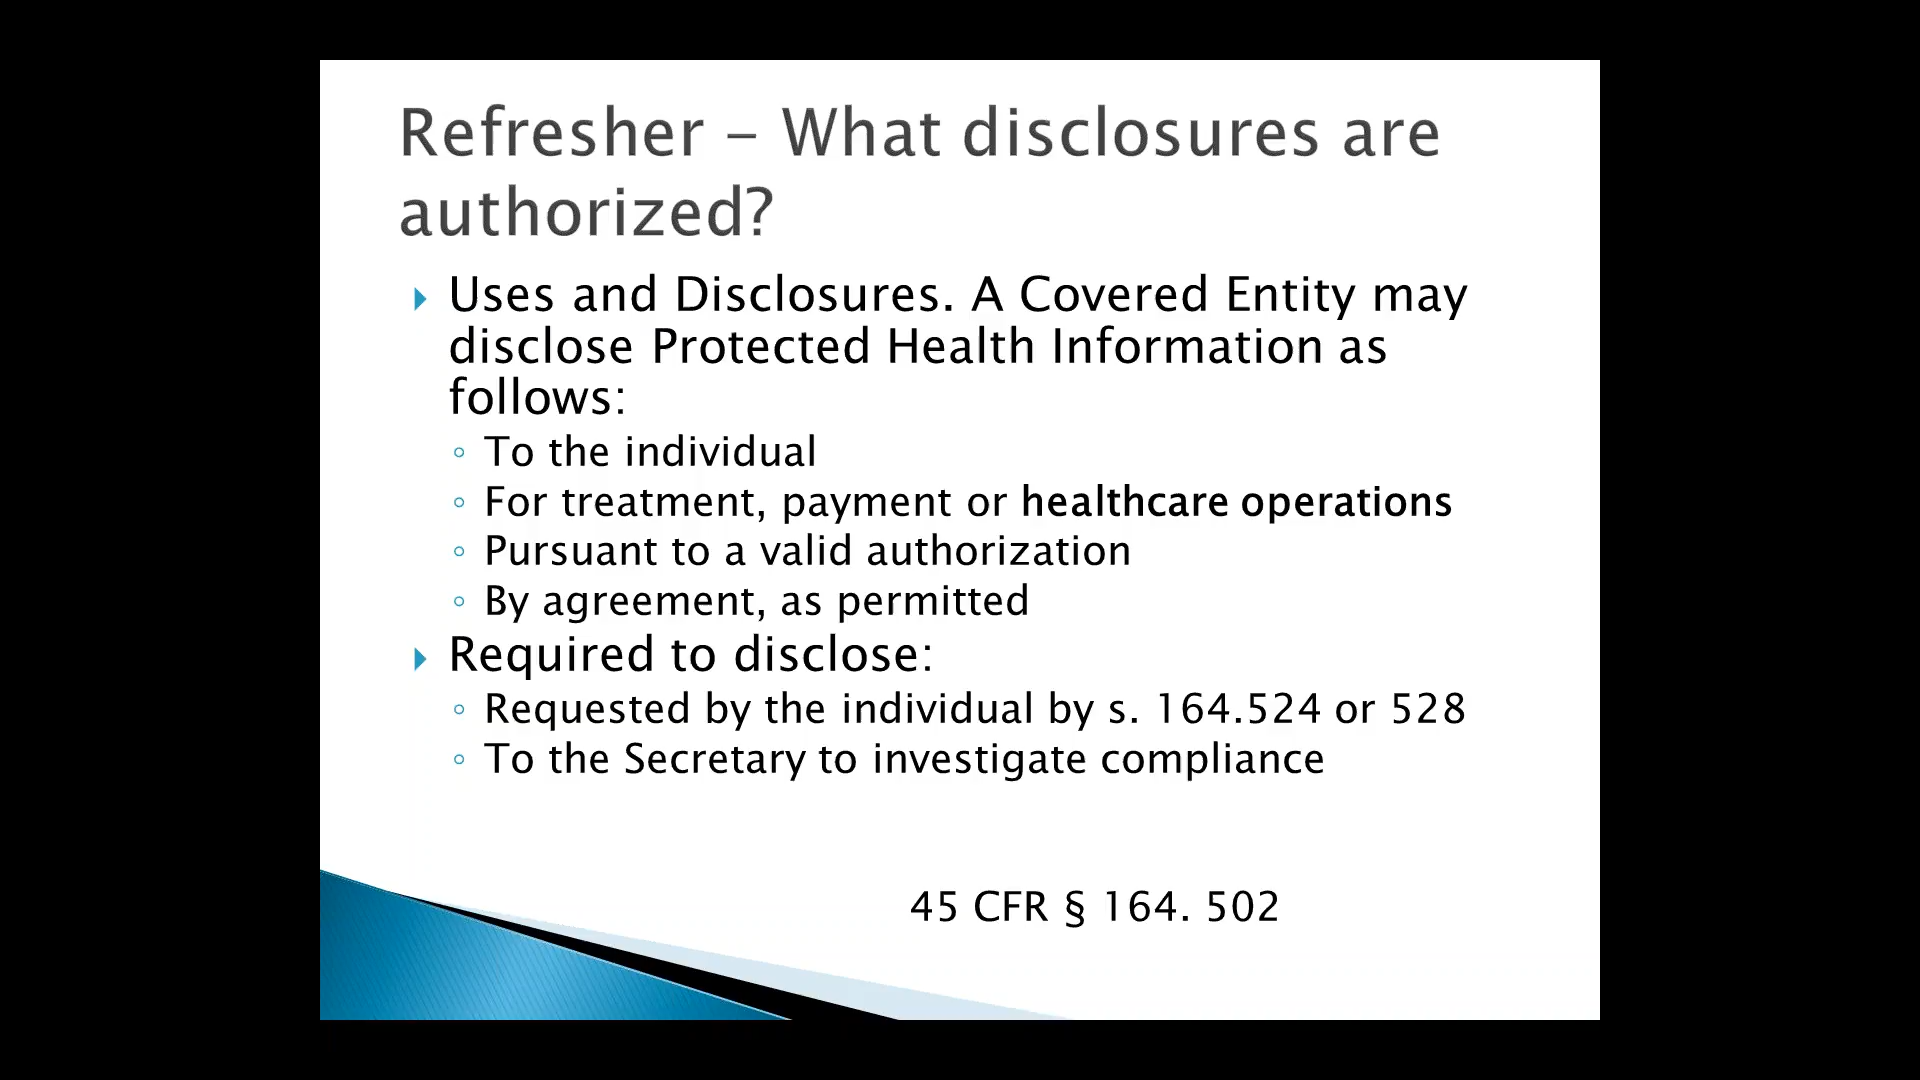 Refresher – What disclosures are
authorized?
Uses and Disclosures. A Covered Entity may
disclose Protected Health Information as
follows:
To the individual
For treatment, payment or healthcare operations
Pursuant to a valid authorization
By agreement, as permitted
Required to disclose:
Requested by the individual by s. 164.524 or 528
To the Secretary to investigate compliance
45 CFR § 164. 502